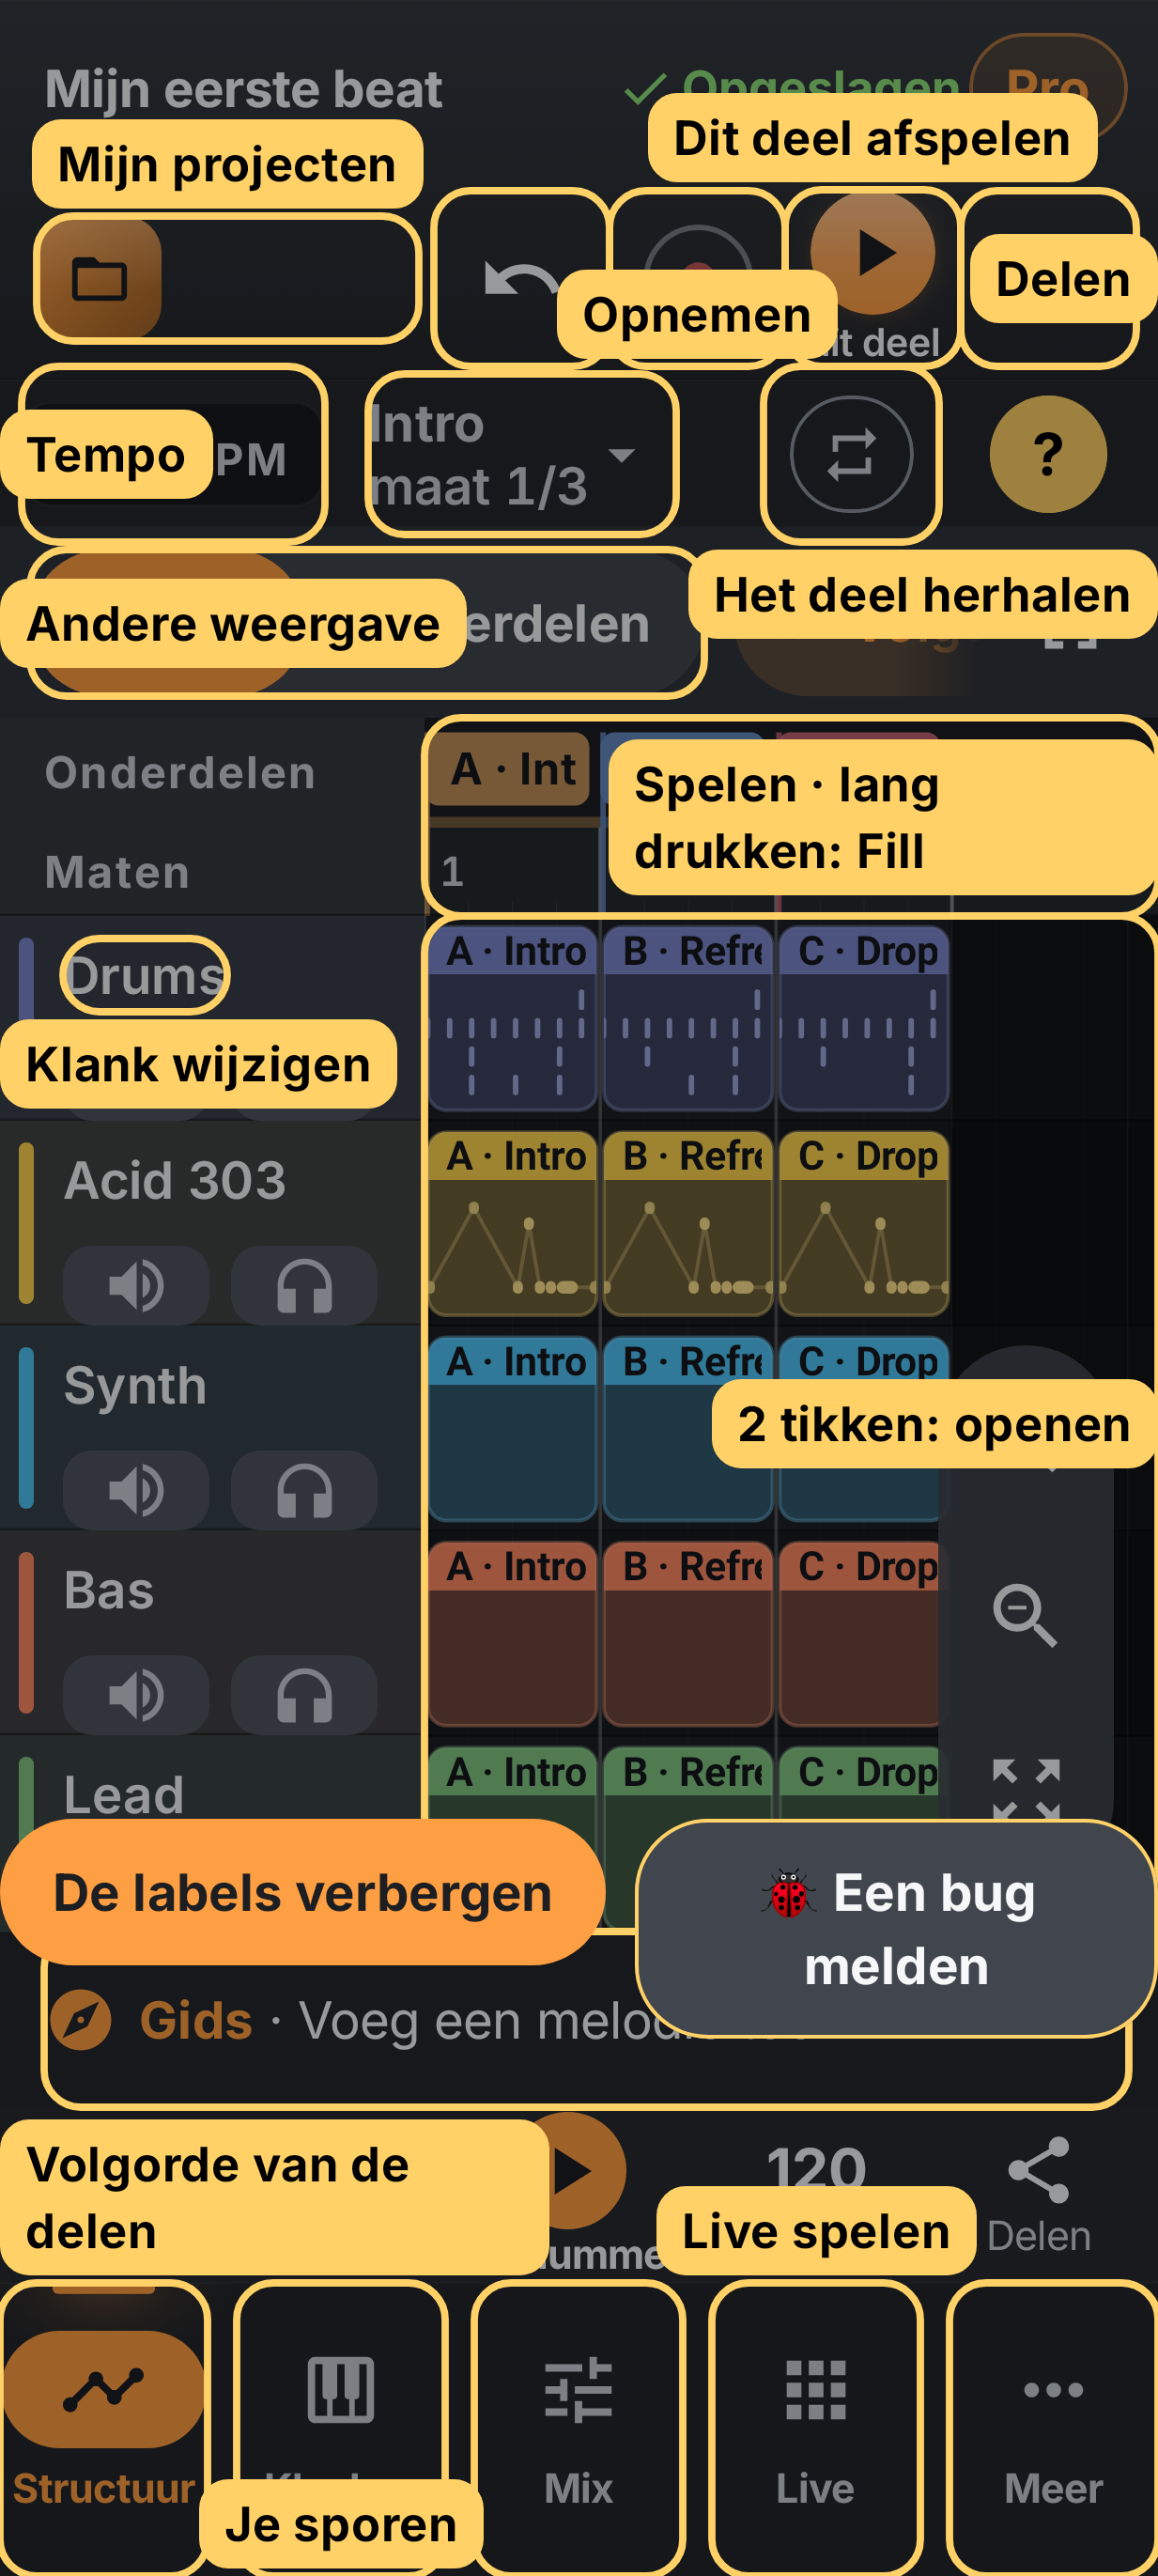 Mijn eerste beat
Opgeslagen
Pro
Mijn projecten
Dit deel afspelen
Opnemen
Delen
dit deel
Tempo
PM
Intro
maat 1/3
?
Andere weergave
erdelen
Het deel herhalen
Onderdelen
A · Int
Spelen · lang
drukken: Fill
Maten
1
Drums
A · Intro
B · Refre
C · Drop
Klank wijzigen
Acid 303
A · Intro
B · Refre
C · Drop
Synth
A · Intro
B · Refre
C · Drop
2 tikken: openen
Bas
A · Intro
B · Refre
C · Drop
Lead
A · Intro
B · Refre
C · Drop
De labels verbergen
🐞 Een bug
melden
Gids · Voeg een melodie
Volgorde van de
delen
120
Live spelen
Delen
Structuur
Je sporen
Mix
Live
Meer